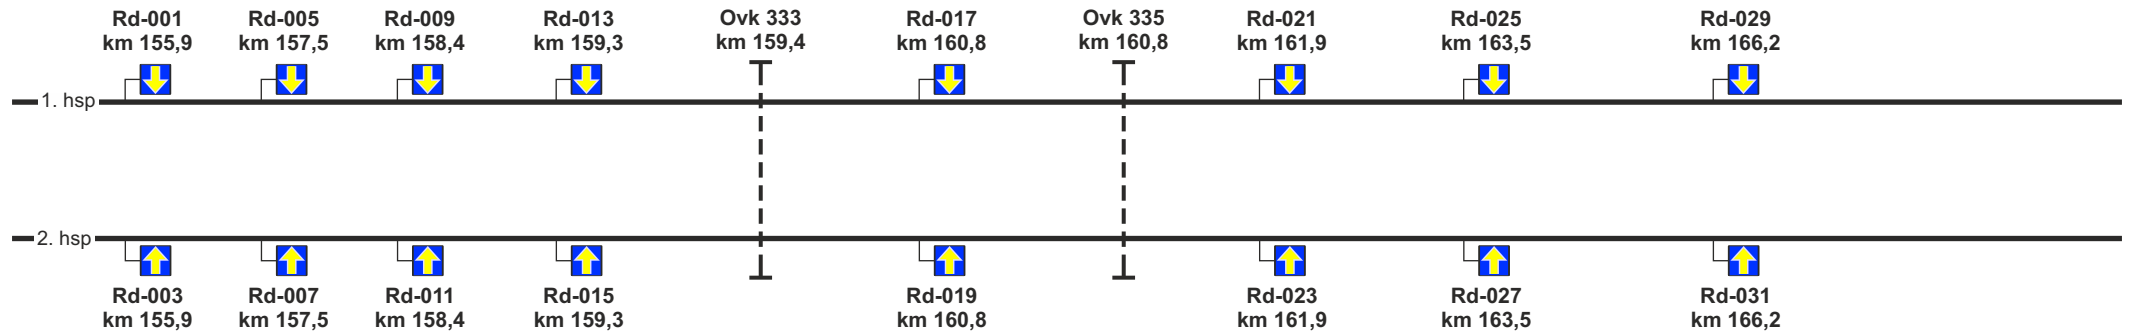 Rd-001 Rd-005 Rd-009 Rd-013 Ovk 333 Rd-017 Ovk 335 Rd-021 Rd-025 Rd-029
km 155,9 km 157,5 km 158,4 km 159,3 km 159,4 km 160,8 km 160,8 km 161,9 km 163,5 km 166,2
1. hsp
2. hsp
Rd-003 Rd-007 Rd-011 Rd-015 Rd-019 Rd-023 Rd-027 Rd-031
km 155,9 km 157,5 km 158,4 km 159,3 km 160,8 km 161,9 km 163,5 km 166,2